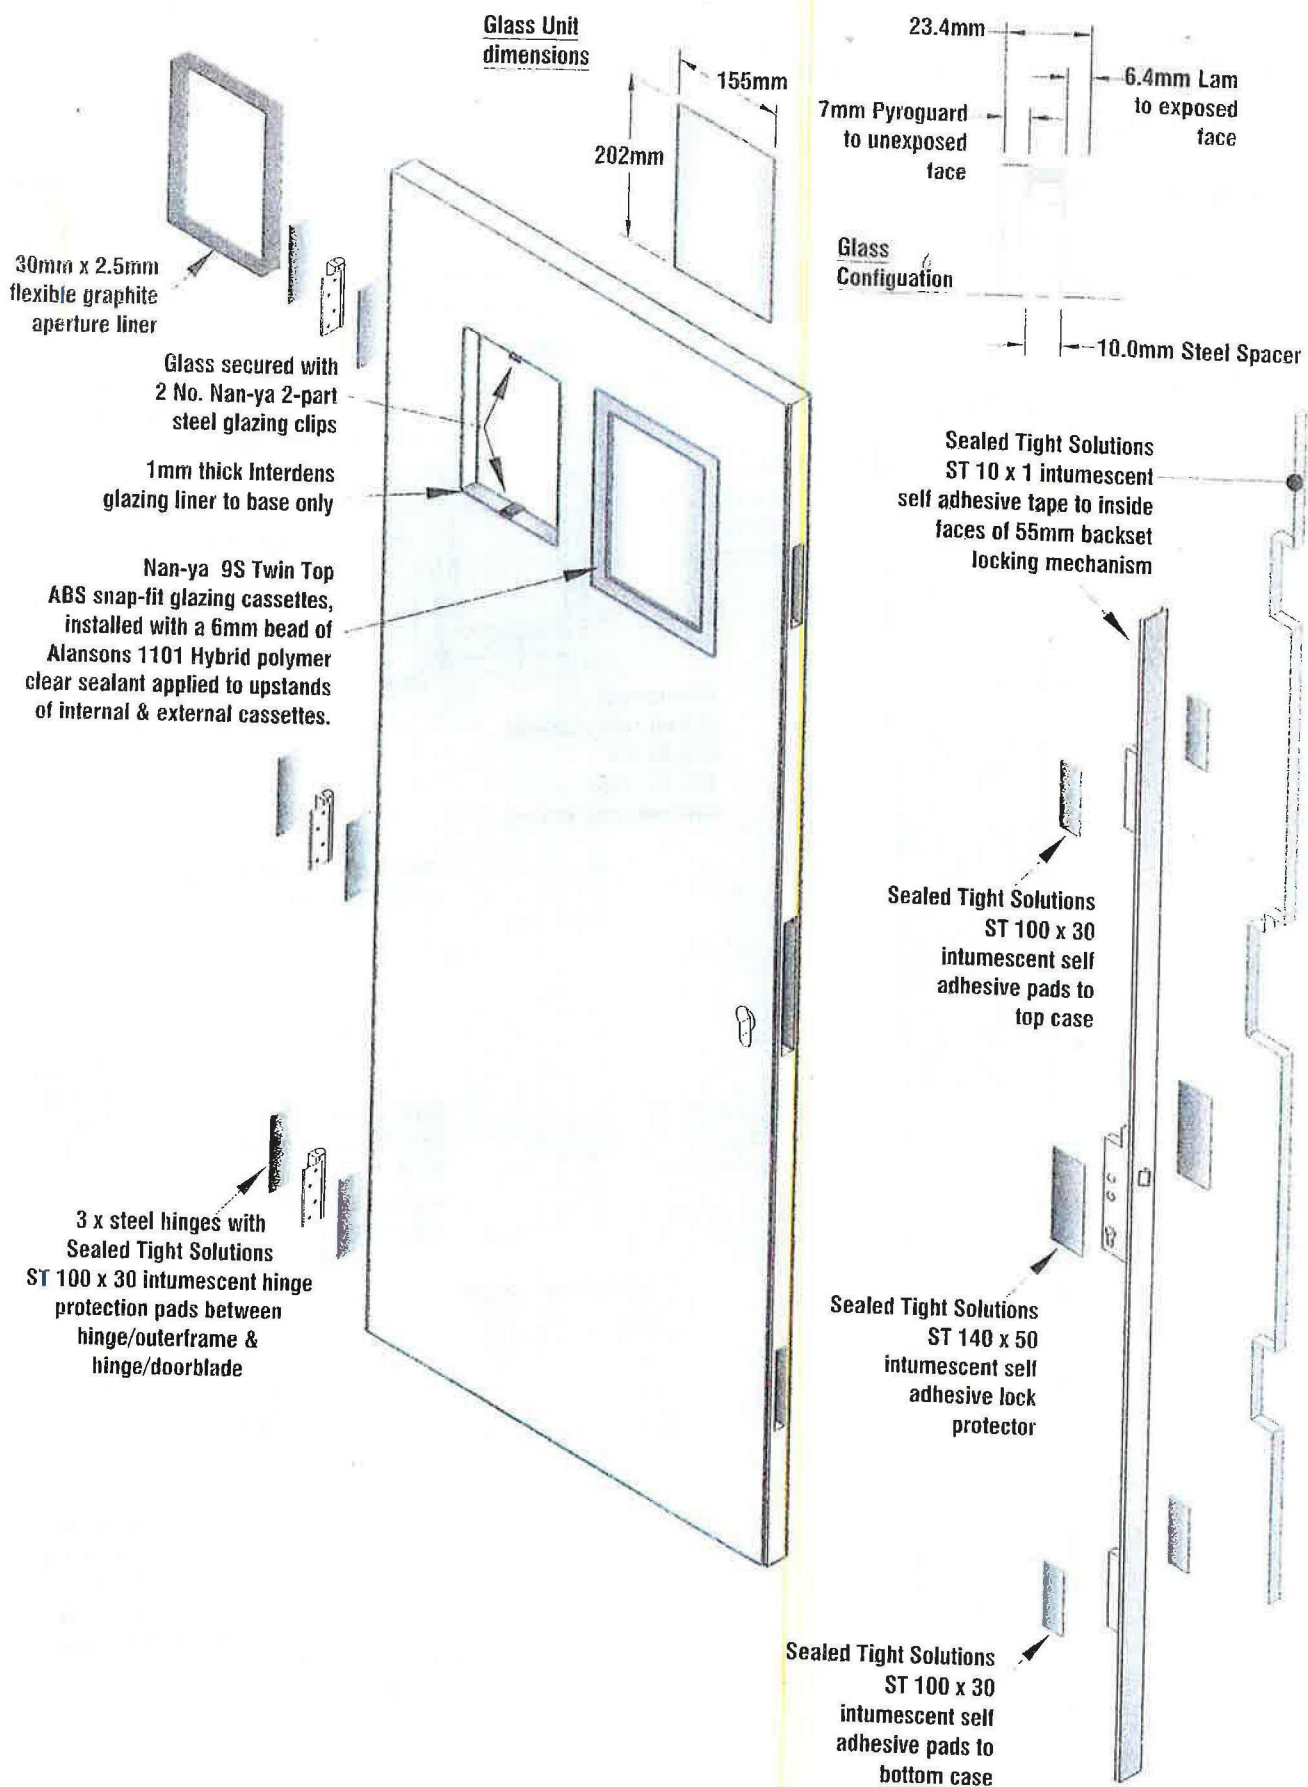 Glass Unit
dimensions
155mm
202mm
23.4mm
6.4mm Lam
to exposed
face
7mm Pyroguard
to unexposed
face
Glass
Configuation
10.0mm Steel Spacer
30mm x 2.5mm
flexible graphite
aperture liner
Glass secured with
2 No. Nan-ya 2-part
steel glazing clips
1mm thick Interdens
glazing liner to base only
Nan-ya 9S Twin Top
ABS snap-fit glazing cassettes,
installed with a 6mm bead of
Alansons 1101 Hybrid polymer
clear sealant applied to upstands
of internal & external cassettes.
Sealed Tight Solutions
ST 10 x 1 intumescent
self adhesive tape to inside
faces of 55mm backset
locking mechanism
Sealed Tight Solutions
ST 100 x 30
intumescent self
adhesive pads to
top case
3 x steel hinges with
Sealed Tight Solutions
ST 100 x 30 intumescent hinge
protection pads between
hinge/outerframe &
hinge/doorblade
Sealed Tight Solutions
ST 140 x 50
intumescent self
adhesive lock
protector
Sealed Tight Solutions
ST 100 x 30
intumescent self
adhesive pads to
bottom case